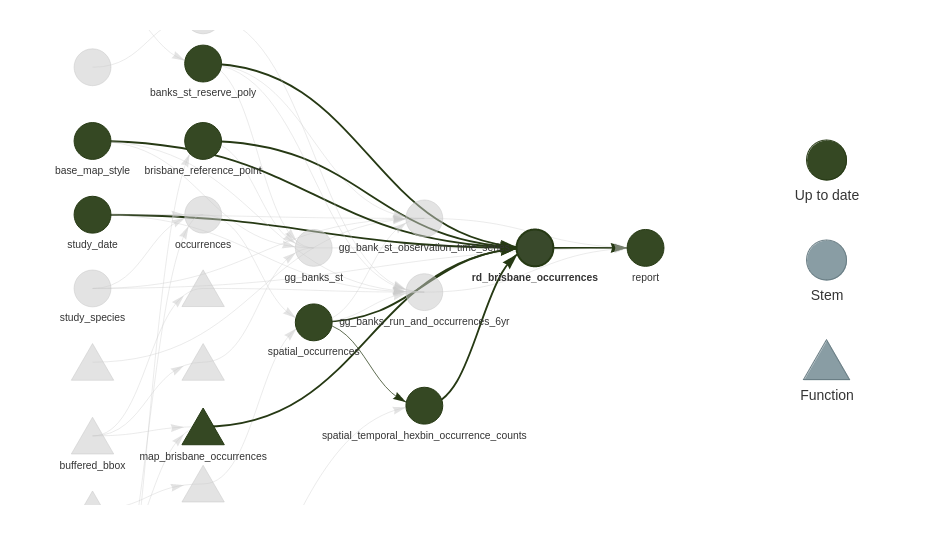 banks_st_reserve_poly
base_map_style
brisbane_reference_point
Up to date
study_date
occurrences
gg_bank_st_observation_time_ser
gg_banks_st
rd_brisbane_occurrences
report
Stem
study_species
gg_banks_run_and_occurrences_6yr
spatial_occurrences
Function
spatial_temporal_hexbin_occurrence_counts
map_brisbane_occurrences
buffered_bbox